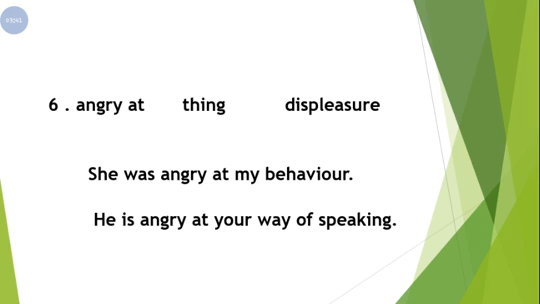 6 . angry at thing displeasure
She was angry at my behaviour.
He is angry at your way of speaking.